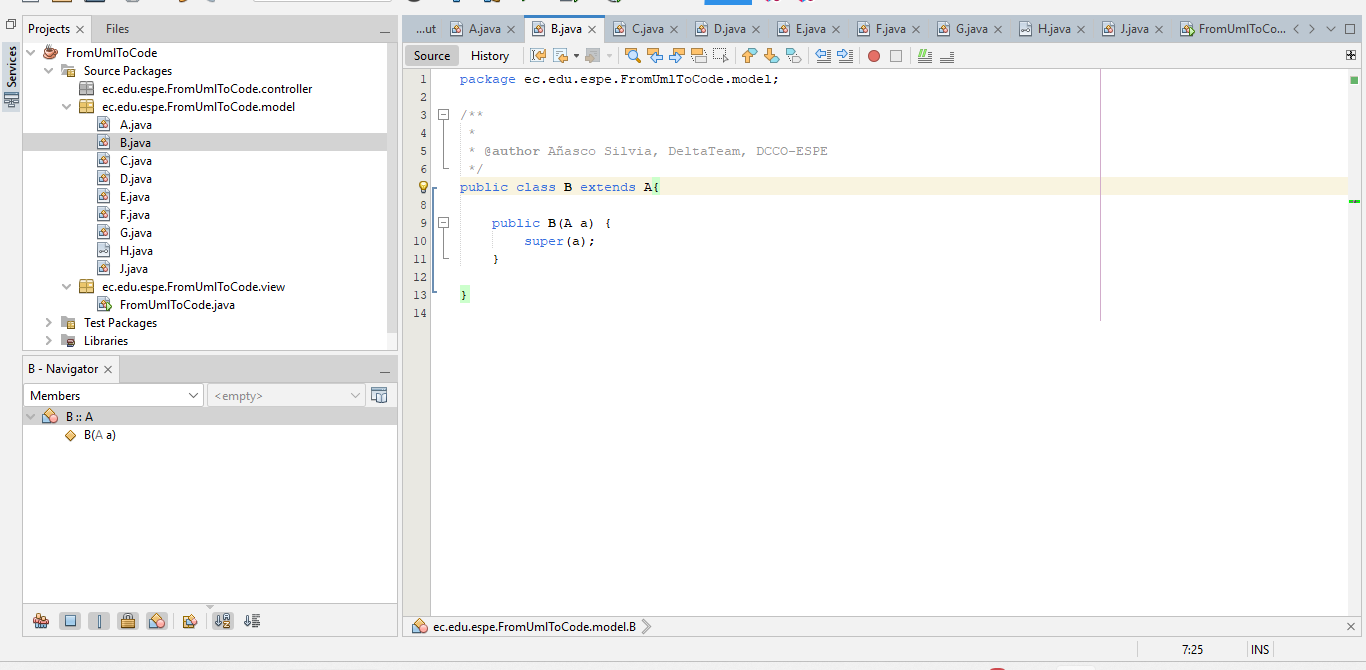 Projects
Files
Services
FromUmlToCode
Source Packages
ec.edu.espe.FromUmlToCode.controller
ec.edu.espe.FromUmlToCode.model
A.java
B.java
C.java
D.java
E.java
F.java
G.java
H.java
J.java
ec.edu.espe.FromUmlToCode.view
FromUmlToCode.java
Test Packages
Libraries
B - Navigator
Members
<empty>
B :: A
B(A a)
...ut
A.java
B.java
C.java
D.java
E.java
F.java
G.java
H.java
J.java
FromUmlToCo...
Source
History
1 package ec.edu.espe.FromUmlToCode.model;
2
3 /**
4 *
5 * @author Añasco Silvia, DeltaTeam, DCCO-ESPE
6 */
public class B extends A{
8
9 public B(A a) {
10 super(a);
11 }
12
13 }
14
ec.edu.espe.FromUmlToCode.model.B
7:25
INS